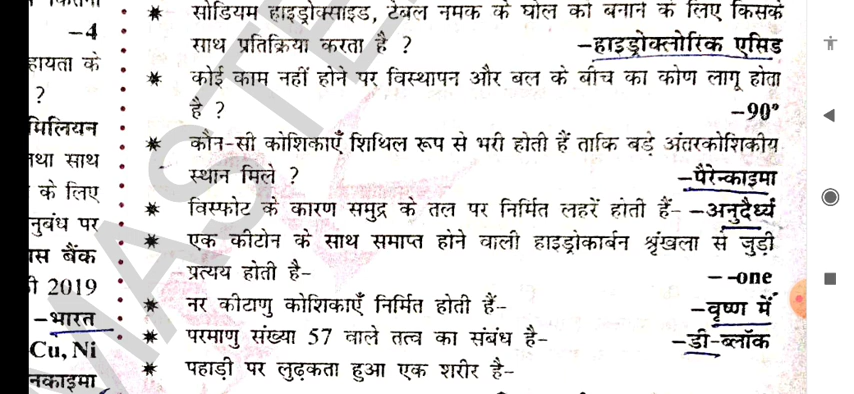 -4
हायता के
?
मिलियन
तथा साथ
के लिए
नुबंध पर
ास बैंक
ी 2019
-भारत
Cu, Ni
नकाइमा
* सोडियम हाइड्रोक्साइड, टेबल नमक के घोल को बनाने के लिए किसके
साथ प्रतिक्रिया करता है ? -हाइड्रोक्लोरिक एसिड
* कोई काम नहीं होने पर विस्थापन और बल के बीच का कोण लागू होता
है ? -90°
* कौन-सी कोशिकाएँ शिथिल रूप से भरी होती हैं ताकि बड़े अंतरकोशिकीय
स्थान मिले ? -पैरेन्काइमा
* विस्फोट के कारण समुद्र के तल पर निर्मित लहरें होती हैं- -अनुदैर्ध्य
* एक कीटोन के साथ समाप्त होने वाली हाइड्रोकार्बन श्रृंखला से जुड़ी
प्रत्यय होती है- - -one
* नर कीटाणु कोशिकाएँ निर्मित होती हैं- -वृष्ण में
* परमाणु संख्या 57 वाले तत्व का संबंध है- -डी-ब्लॉक
* पहाड़ी पर लुढ़कता हुआ एक शरीर है-